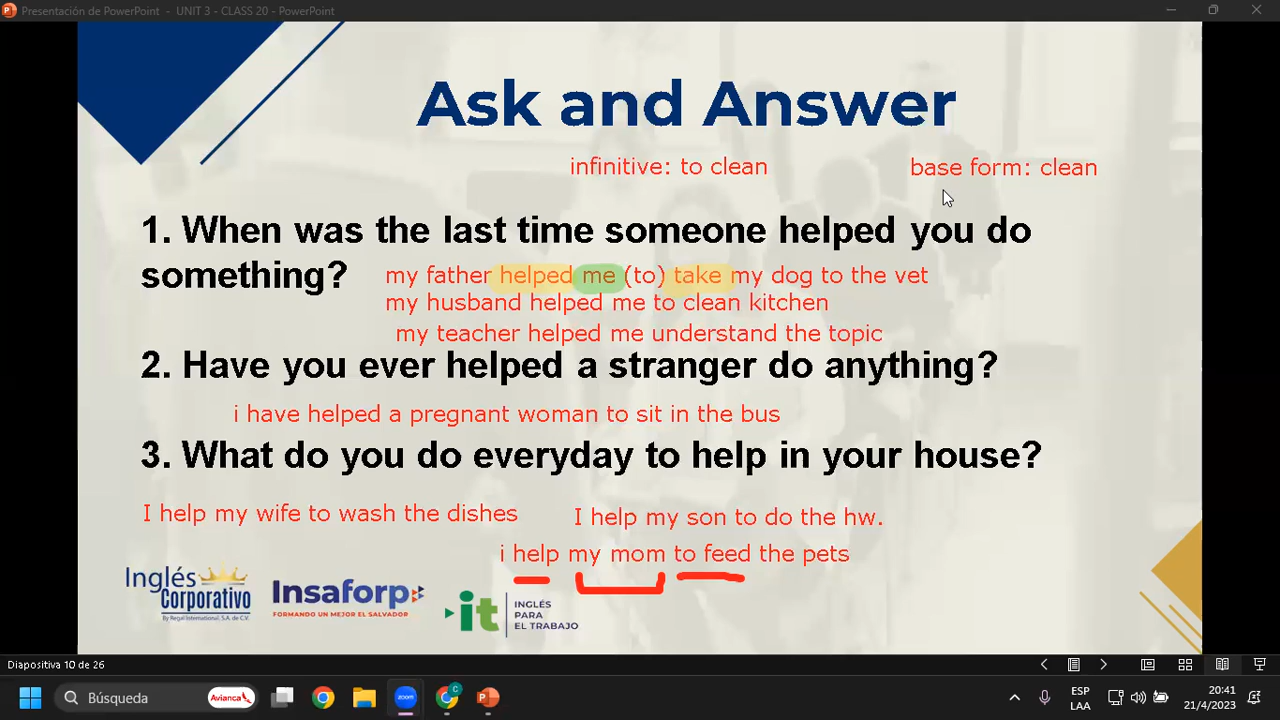 Presentación de PowerPoint - UNIT 3 - CLASS 20 - PowerPoint
Ask and Answer
infinitive: to clean
base form: clean
1. When was the last time someone helped you do
something?
my father helped me (to) take my dog to the vet
my husband helped me to clean kitchen
my teacher helped me understand the topic
2. Have you ever helped a stranger do anything?
i have helped a pregnant woman to sit in the bus
3. What do you do everyday to help in your house?
I help my wife to wash the dishes
I help my son to do the hw.
i help my mom to feed the pets
Inglés
Corporativo
By Regal International, S.A. de C.V.
Insaforp
FORMANDO UN MEJOR EL SALVADOR
it
INGLÉS
PARA
EL TRABAJO
Diapositiva 10 de 26
Búsqueda
Avianca
zoom
C
ESP
LAA
20:41
21/4/2023